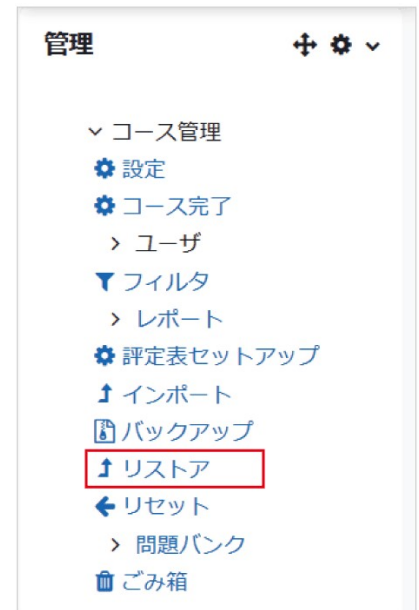 管理
コース管理
設定
コース完了
ユーザ
フィルタ
レポート
評定表セットアップ
インポート
バックアップ
リストア
リセット
問題バンク
ごみ箱